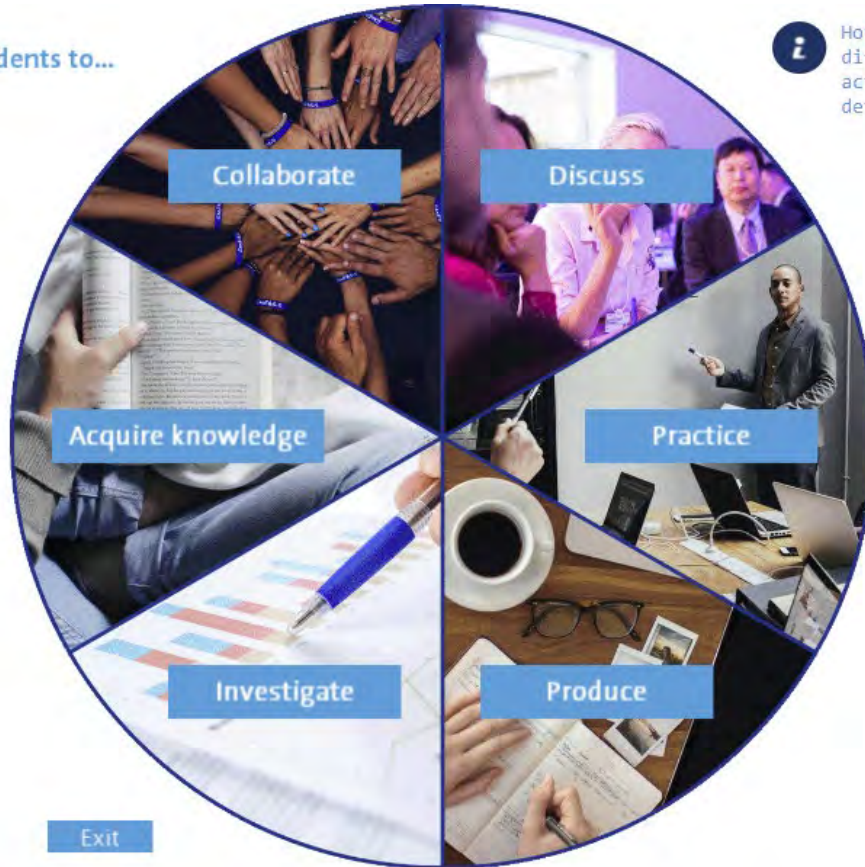 dents to...
i
Collaborate
Discuss
Acquire knowledge
Practice
Investigate
Produce
Exit